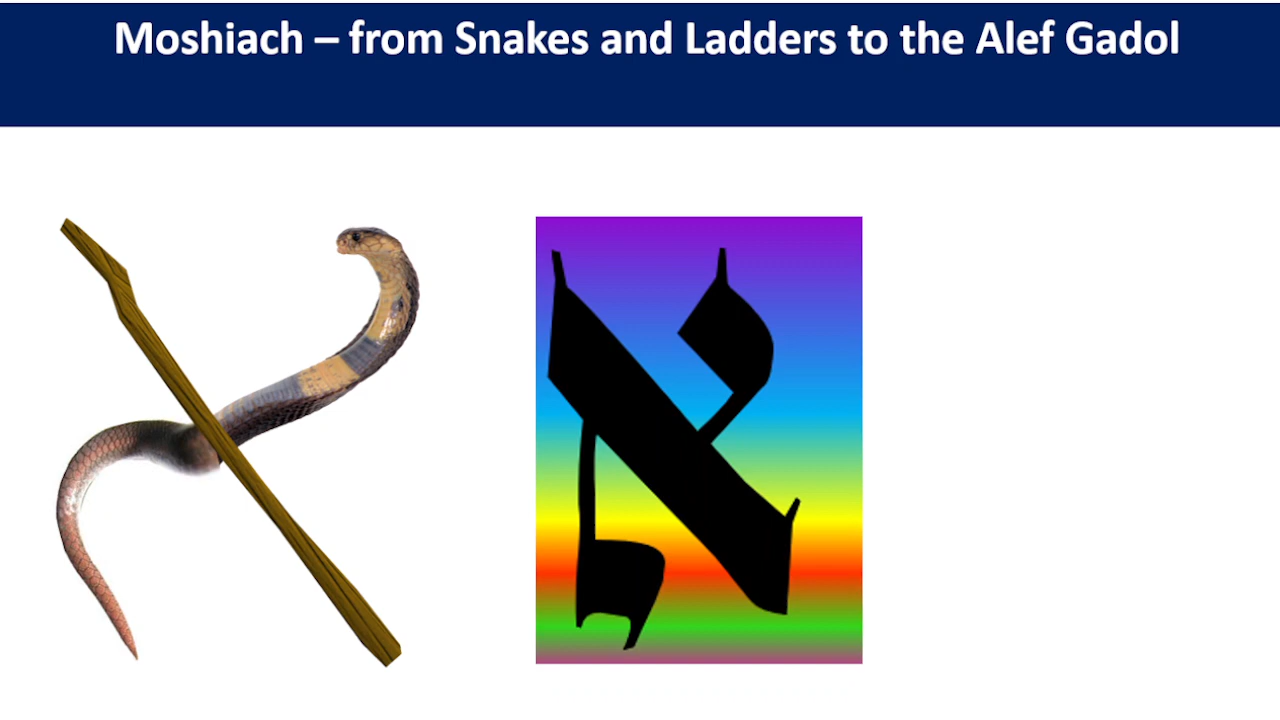 Moshiach – from Snakes and Ladders to the Alef Gadol
א